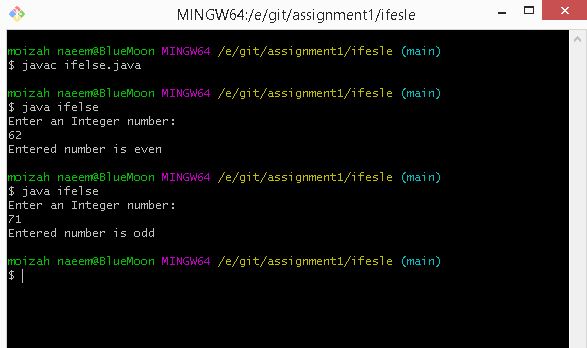 MINGW64:/e/git/assignment1/ifesle
moizah naeem@BlueMoon MINGW64 /e/git/assignment1/ifesle (main)
$ javac ifelse.java
moizah naeem@BlueMoon MINGW64 /e/git/assignment1/ifesle (main)
$ java ifelse
Enter an Integer number:
62
Entered number is even
moizah naeem@BlueMoon MINGW64 /e/git/assignment1/ifesle (main)
$ java ifelse
Enter an Integer number:
71
Entered number is odd
moizah naeem@BlueMoon MINGW64 /e/git/assignment1/ifesle (main)
$